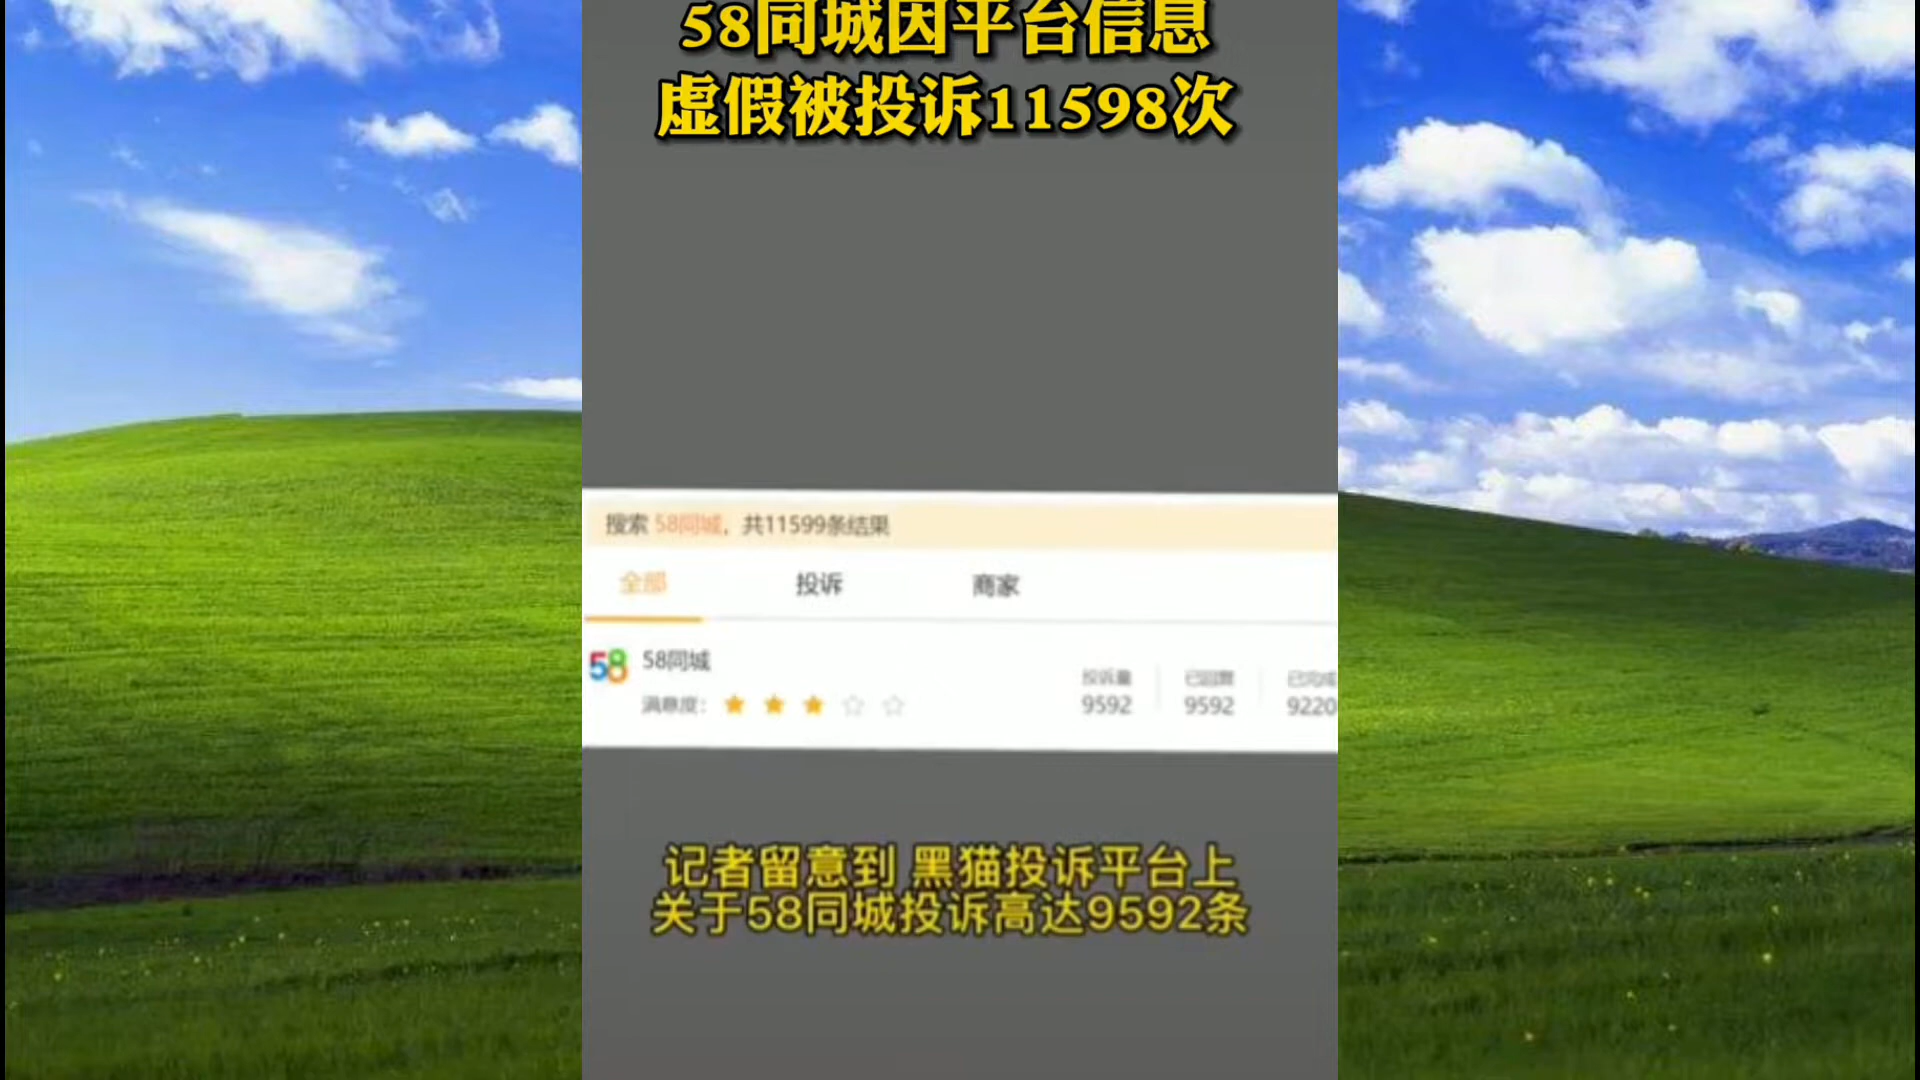 58同城因平台信息
虚假被投诉11598次
搜索 58同城，共11599条结果
全部 投诉 商家
58 58同城
满意度：
投诉量 已回复 已完成
9592 9592 9220
记者留意到 黑猫投诉平台上
关于58同城投诉高达9592条